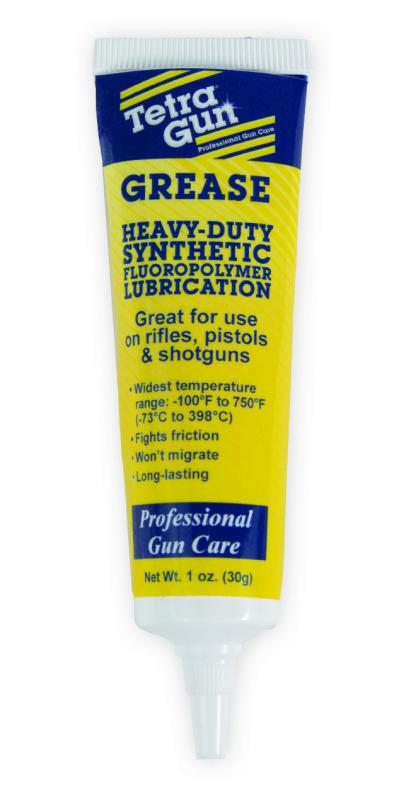 Tetra
Gun
Professional Gun Care
GREASE
HEAVY-DUTY
SYNTHETIC
FLUOROPOLYMER
LUBRICATION
Great for use
on rifles, pistols
& shotguns
• Widest temperature
range: -100°F to 750°F
(-73°C to 398°C)
• Fights friction
• Won't migrate
• Long-lasting
Professional
Gun Care
Net Wt. 1 oz. (30g)